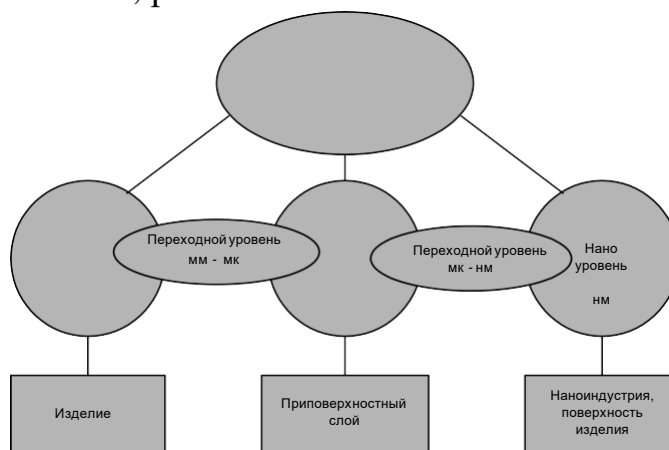 Переходной уровень
мм - мк
Переходной уровень
мк - нм
Нано
уровень
нм
Изделие
Приповерхностный
слой
Наноиндустрия,
поверхность
изделия